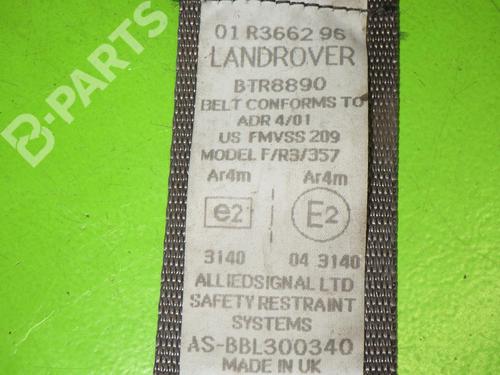 01 R3662 96
LANDROVER
BTR8890
BELT CONFORMS TO
ADR 4/01
US FMVSS 209
MODEL F/R3/357
Ar4m Ar4m
e2 E2
3140 04 3140
ALLIEDSIGNAL LTD
SAFETY RESTRAINT
SYSTEMS
AS-BBL300340
MADE IN UK
B-PARTS
B-PARTS